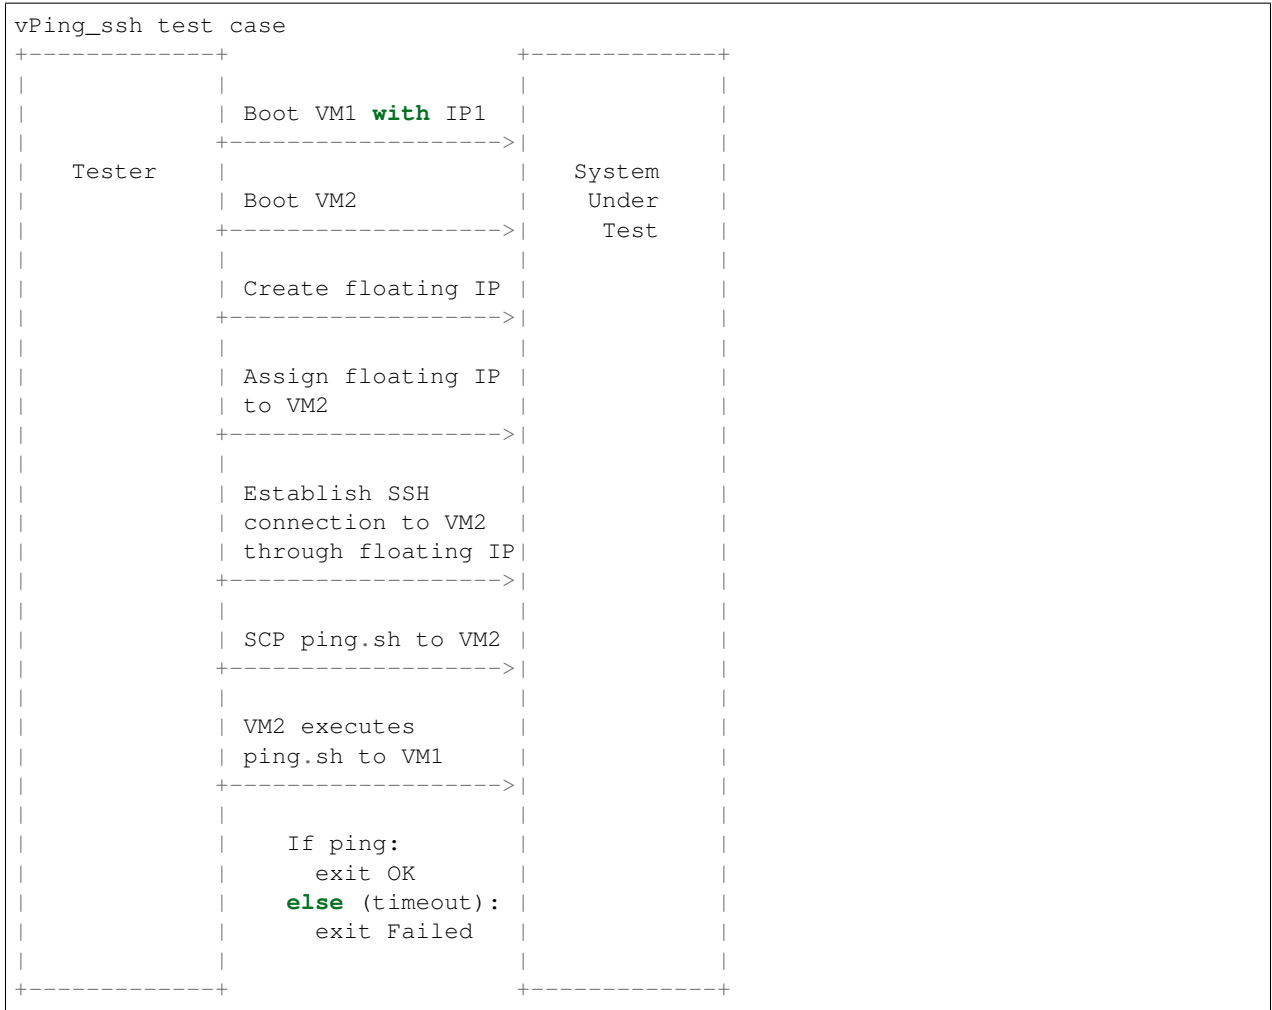 vPing_ssh test case
+-------------+                    +-------------+
|             |                    |             |
|             | Boot VM1 with IP1  |             |
|             +------------------->|             |
|   Tester    |                    |   System    |
|             | Boot VM2           |    Under    |
|             +------------------->|     Test    |
|             |                    |             |
|             | Create floating IP |             |
|             +------------------->|             |
|             |                    |             |
|             | Assign floating IP |             |
|             | to VM2             |             |
|             +------------------->|             |
|             |                    |             |
|             | Establish SSH      |             |
|             | connection to VM2  |             |
|             | through floating IP|             |
|             +------------------->|             |
|             |                    |             |
|             | SCP ping.sh to VM2 |             |
|             +------------------->|             |
|             |                    |             |
|             | VM2 executes       |             |
|             | ping.sh to VM1     |             |
|             +------------------->|             |
|             |                    |             |
|             |    If ping:        |             |
|             |      exit OK       |             |
|             |    else (timeout): |             |
|             |      exit Failed   |             |
|             |                    |             |
+-------------+                    +-------------+